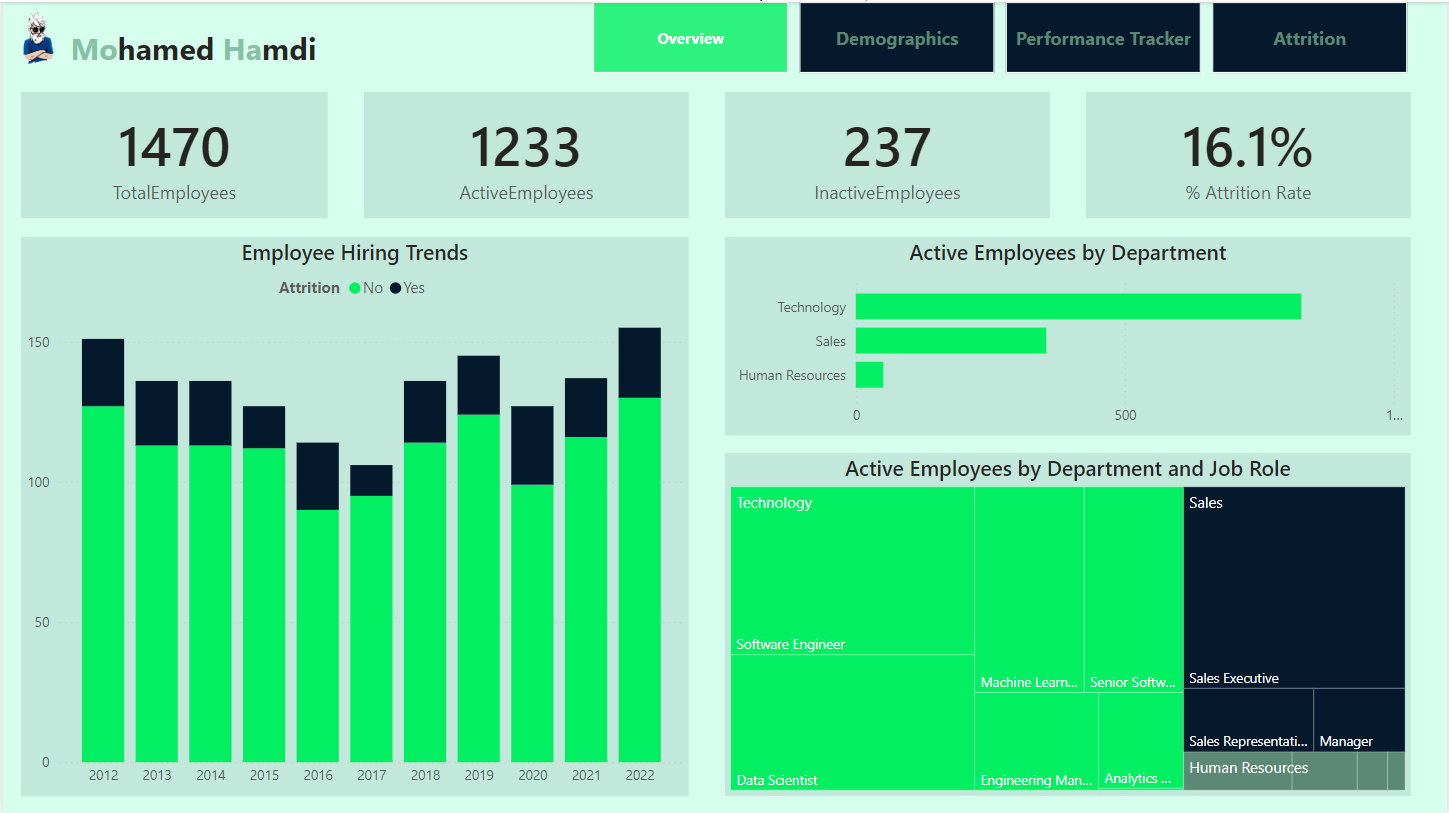 Mohamed Hamdi
Overview
Demographics
Performance Tracker
Attrition
1470
TotalEmployees
1233
ActiveEmployees
237
InactiveEmployees
16.1%
% Attrition Rate
Employee Hiring Trends
Attrition No Yes
150
100
50
0
2012 2013 2014 2015 2016 2017 2018 2019 2020 2021 2022
Active Employees by Department
Technology
Sales
Human Resources
0 500 1...
Active Employees by Department and Job Role
Technology
Software Engineer
Data Scientist
Machine Learn...
Senior Softw...
Engineering Man...
Analytics ...
Sales
Sales Executive
Sales Representati...
Manager
Human Resources